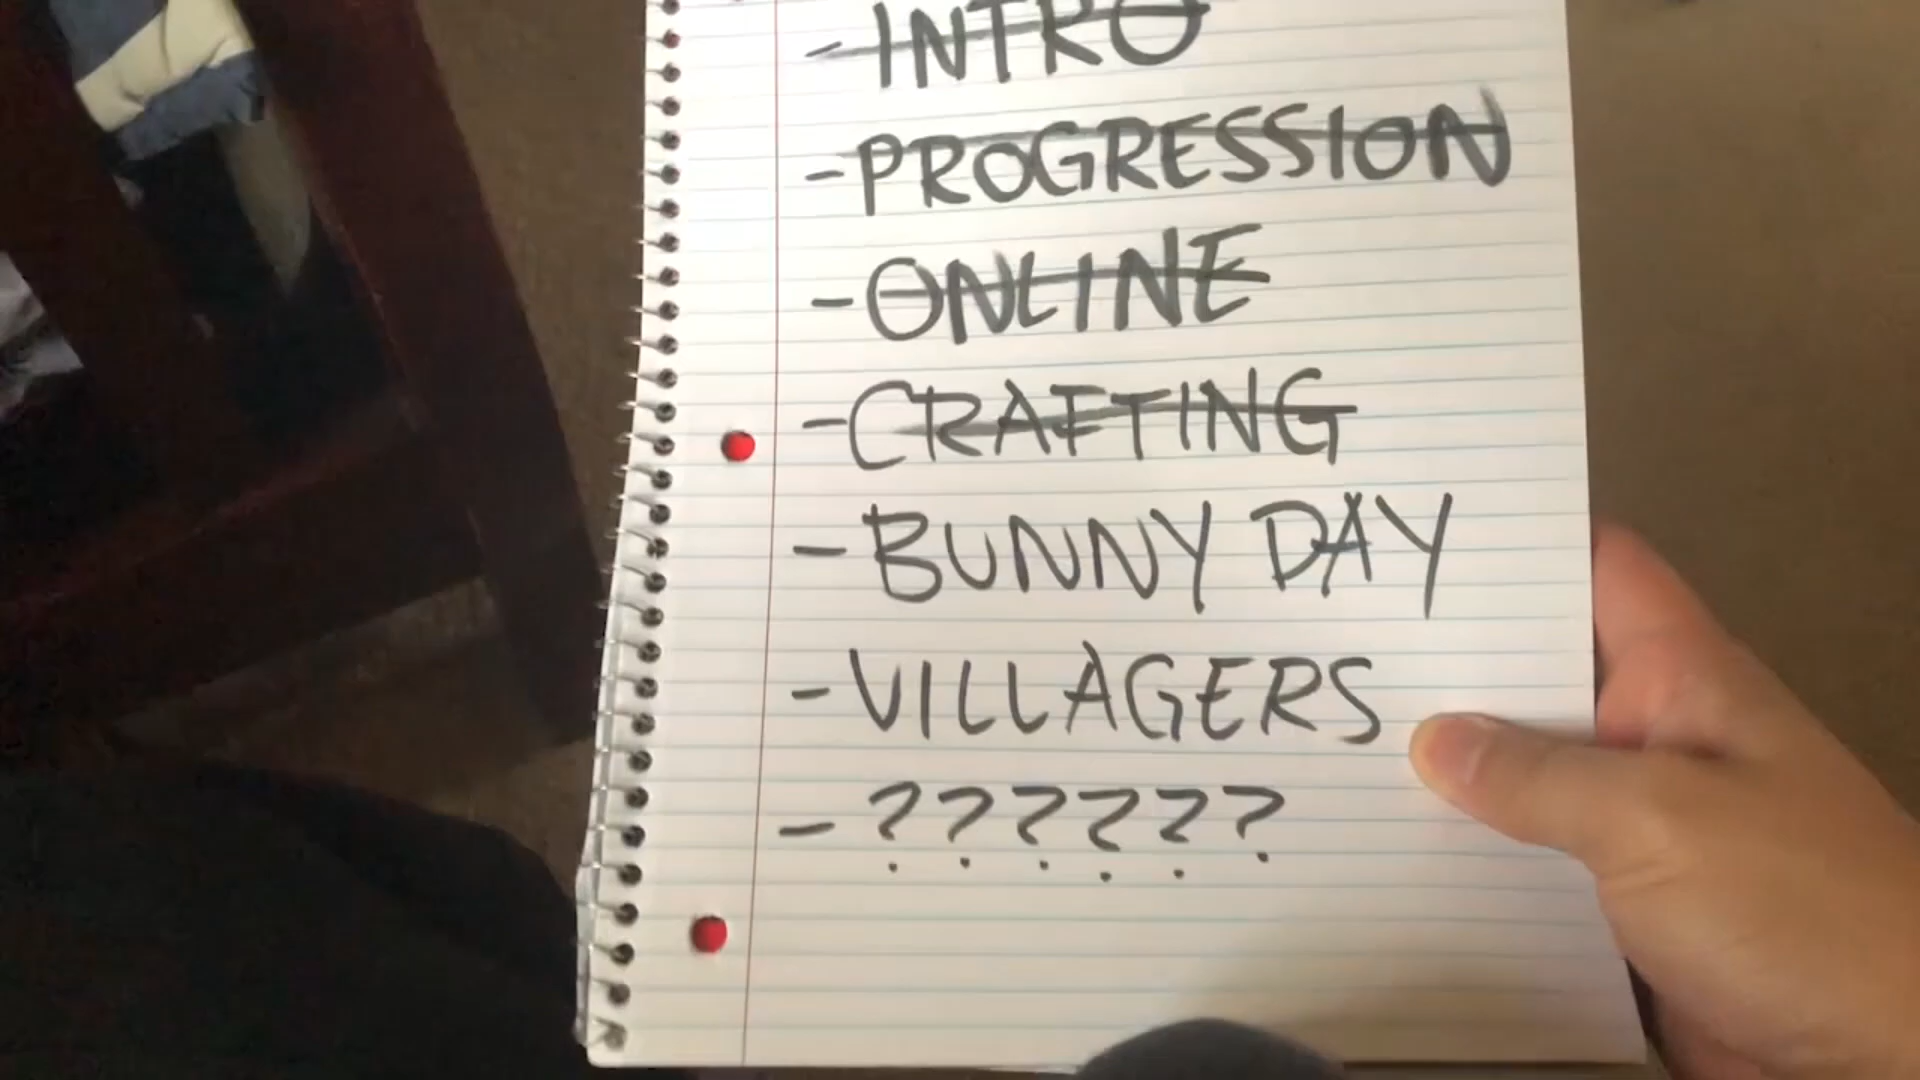 - INTRO
- PROGRESSION
- ONLINE
- CRAFTING
- BUNNY DAY
- VILLAGERS
- ??????